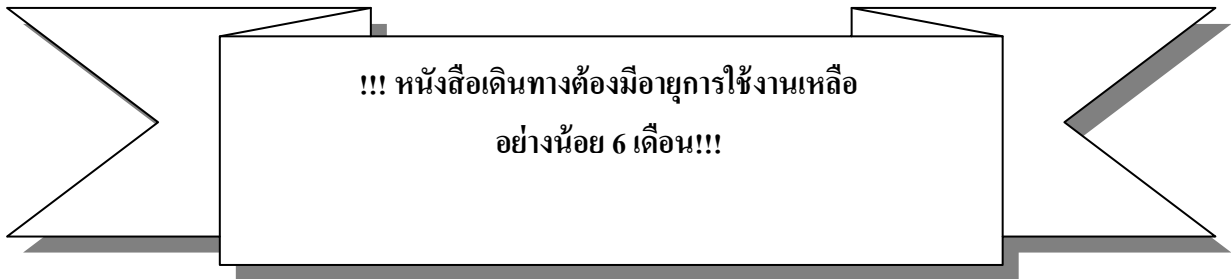 !!! หนังสือเดินทางต้องมีอายุการใช้งานเหลือ
อย่างน้อย 6 เดือน!!!